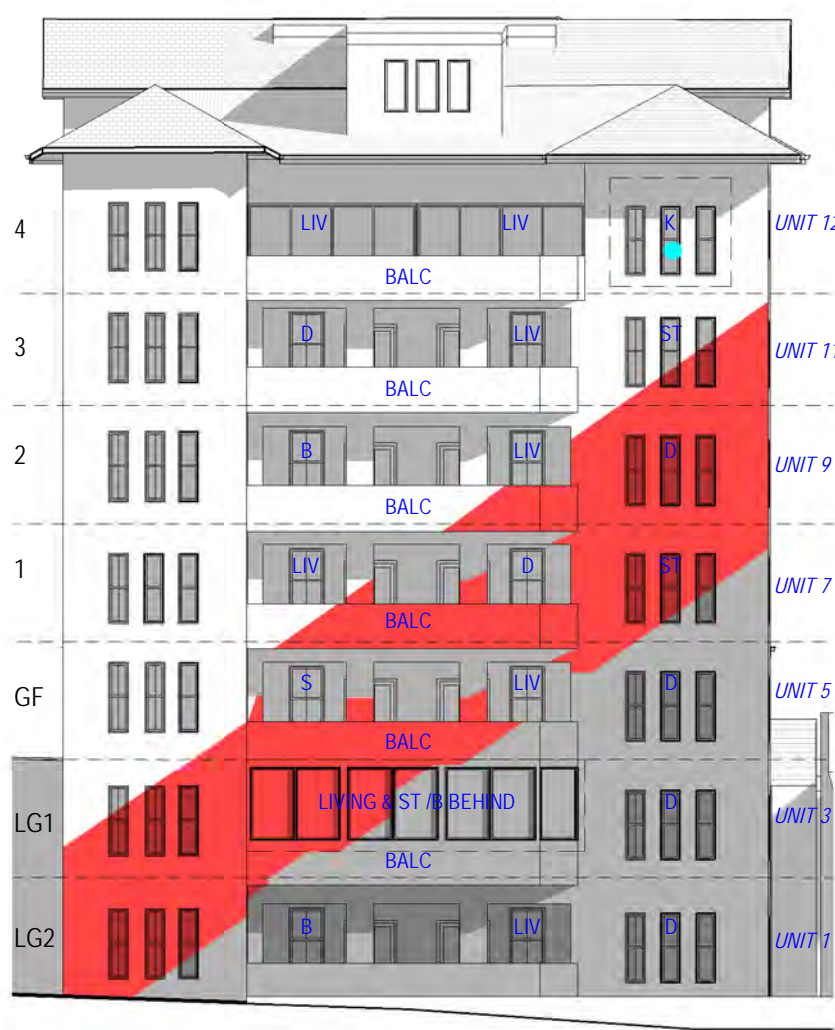 4 LIV LIV K UNIT 12
BALC
3 D LIV ST UNIT 11
BALC
2 B LIV D UNIT 9
BALC
1 LIV D ST UNIT 7
BALC
GF S LIV D UNIT 5
BALC
LG1 LIVING & ST /B BEHIND D UNIT 3
BALC
LG2 B LIV D UNIT 1